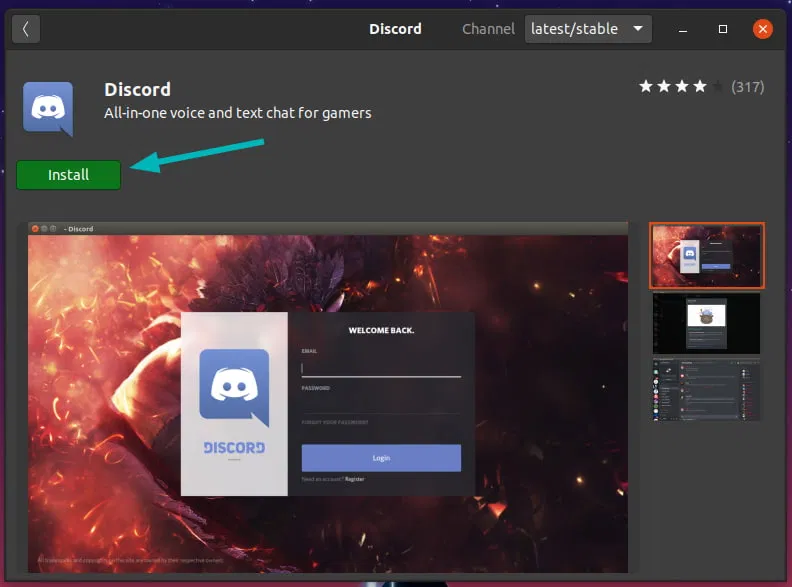 Discord
Channel
latest/stable
Discord
All-in-one voice and text chat for gamers
(317)
Install
- Discord
WELCOME BACK.
EMAIL
PASSWORD
FORGOT YOUR PASSWORD?
DISCORD
Login
Need an account? Register
All trademarks and copyrights on this site are owned by their respective owners.